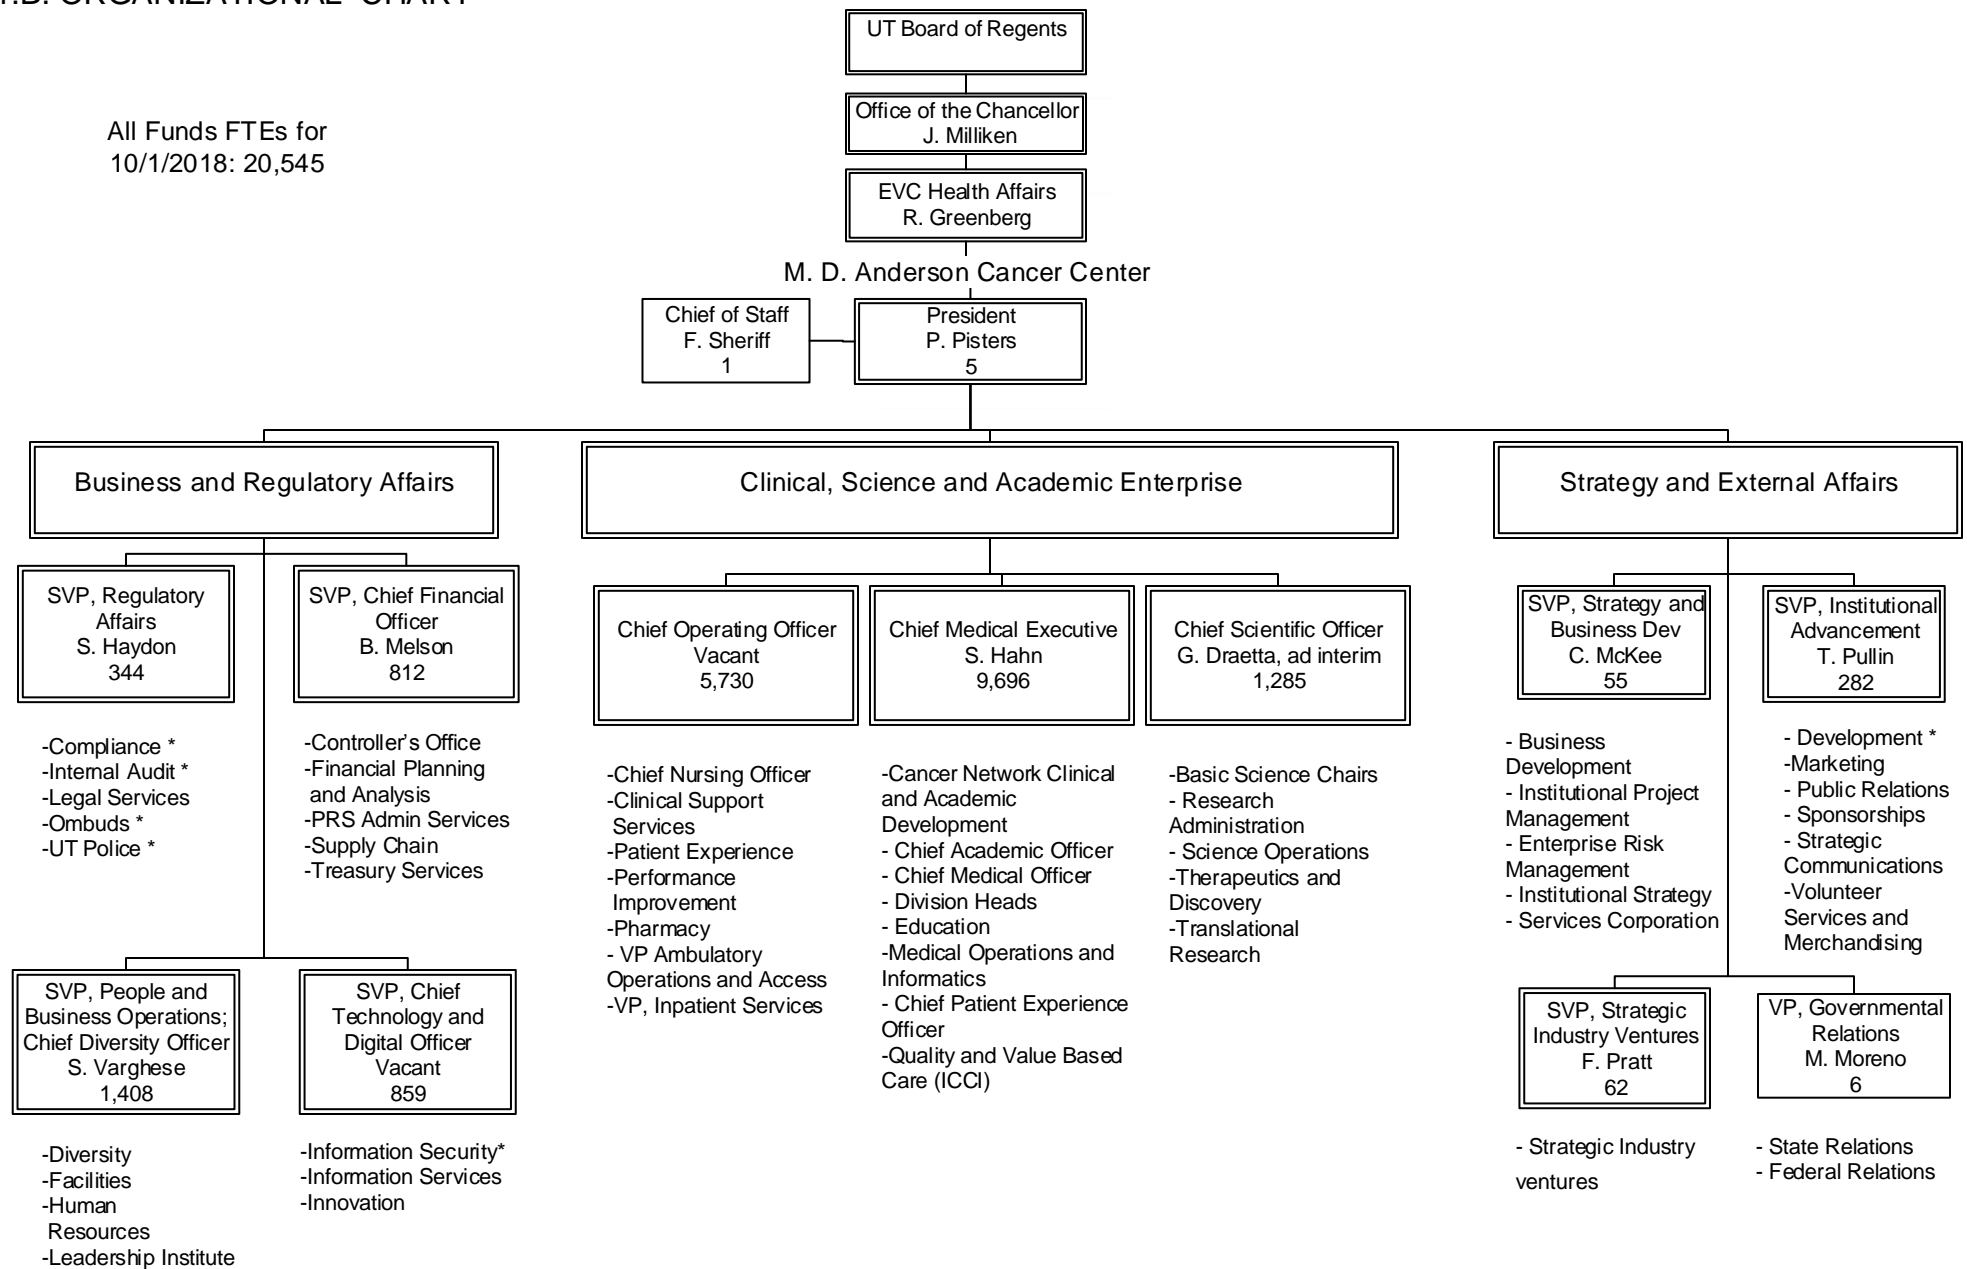 ORGANIZATIONAL CHART
UT Board of Regents
Office of the Chancellor
J. Milliken
All Funds FTEs for
10/1/2018: 20,545
EVC Health Affairs
R. Greenberg
M. D. Anderson Cancer Center
Chief of Staff
F. Sheriff
1
President
P. Pisters
5
Business and Regulatory Affairs
Clinical, Science and Academic Enterprise
Strategy and External Affairs
SVP, Regulatory
Affairs
S. Haydon
344
-Compliance *
-Internal Audit *
-Legal Services
-Ombuds *
-UT Police *
SVP, Chief Financial
Officer
B. Melson
812
-Controller's Office
-Financial Planning
and Analysis
-PRS Admin Services
-Supply Chain
-Treasury Services
SVP, People and
Business Operations;
Chief Diversity Officer
S. Varghese
1,408
-Diversity
-Facilities
-Human
Resources
-Leadership Institute
SVP, Chief
Technology and
Digital Officer
Vacant
859
-Information Security*
-Information Services
-Innovation
Chief Operating Officer
Vacant
5,730
-Chief Nursing Officer
-Clinical Support
Services
-Patient Experience
-Performance
Improvement
-Pharmacy
- VP Ambulatory
Operations and Access
-VP, Inpatient Services
Chief Medical Executive
S. Hahn
9,696
-Cancer Network Clinical
and Academic
Development
- Chief Academic Officer
- Chief Medical Officer
- Division Heads
- Education
-Medical Operations and
Informatics
- Chief Patient Experience
Officer
-Quality and Value Based
Care (ICCI)
Chief Scientific Officer
G. Draetta, ad interim
1,285
-Basic Science Chairs
- Research
Administration
- Science Operations
-Therapeutics and
Discovery
-Translational
Research
SVP, Strategy and
Business Dev
C. McKee
55
- Business
Development
- Institutional Project
Management
- Enterprise Risk
Management
- Institutional Strategy
- Services Corporation
SVP, Institutional
Advancement
T. Pullin
282
- Development *
-Marketing
- Public Relations
- Sponsorships
- Strategic
Communications
-Volunteer
Services and
Merchandising
SVP, Strategic
Industry Ventures
F. Pratt
62
- Strategic Industry
ventures
VP, Governmental
Relations
M. Moreno
6
- State Relations
- Federal Relations